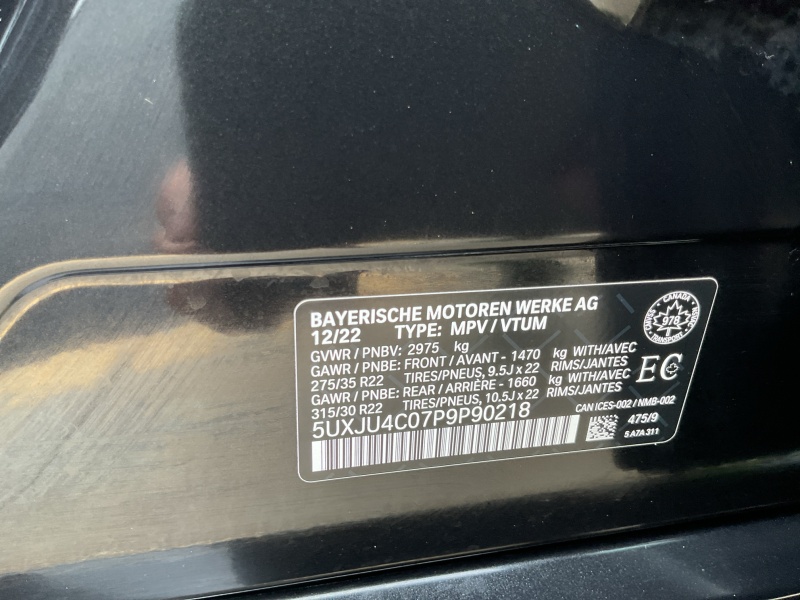 BAYERISCHE MOTOREN WERKE AG
12/22 TYPE: MPV / VTUM
GVWR / PNBV: 2975 kg
GAWR / PNBE: FRONT / AVANT - 1470 kg WITH/AVEC
275/35 R22 TIRES/PNEUS, 9.5J x 22 RIMS/JANTES
GAWR / PNBE: REAR / ARRIÈRE - 1660 kg WITH/AVEC
315/30 R22 TIRES/PNEUS, 10.5J x 22 RIMS/JANTES
5UXJU4C07P9P90218
CANADA
978
TRANSPORT
EC
CAN ICES-002 / NMB-002
475/9
5 A7A 311